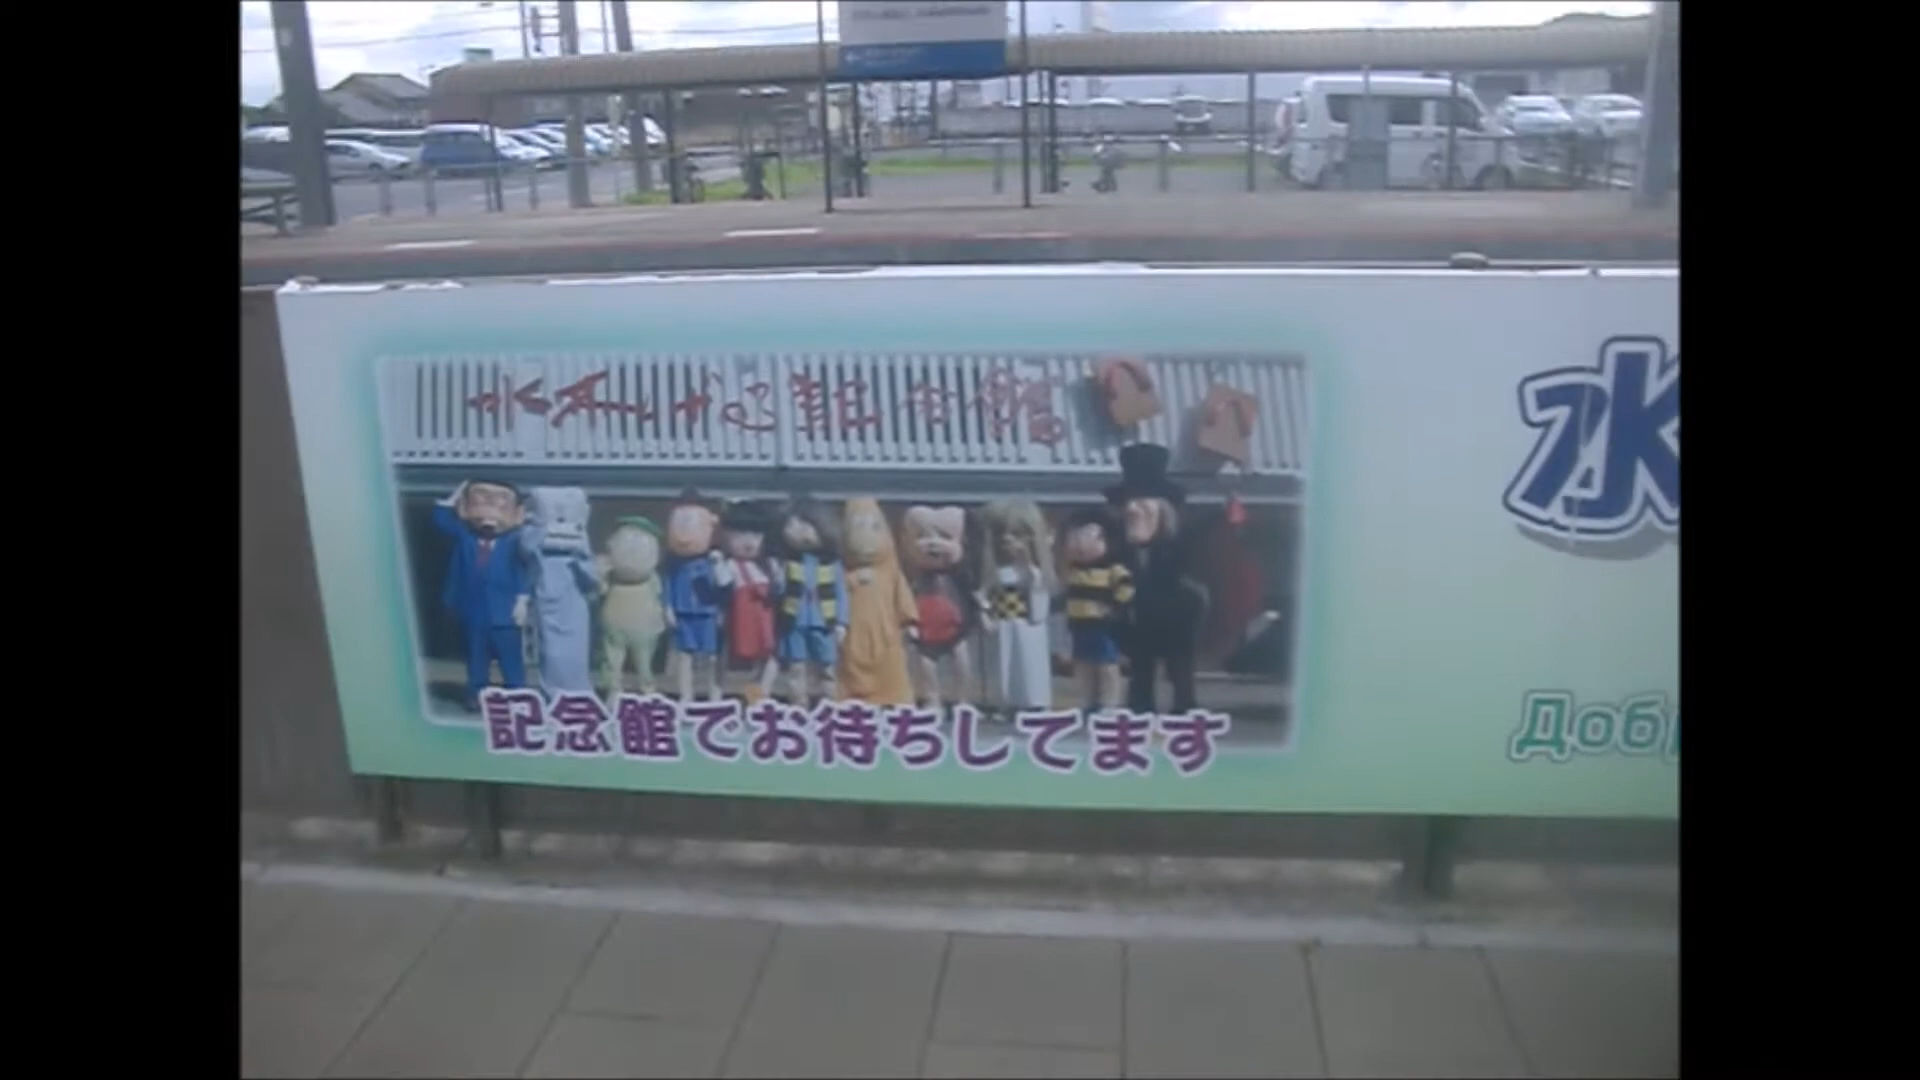 水木しげる記念館
水
Доб
記念館でお待ちしてます